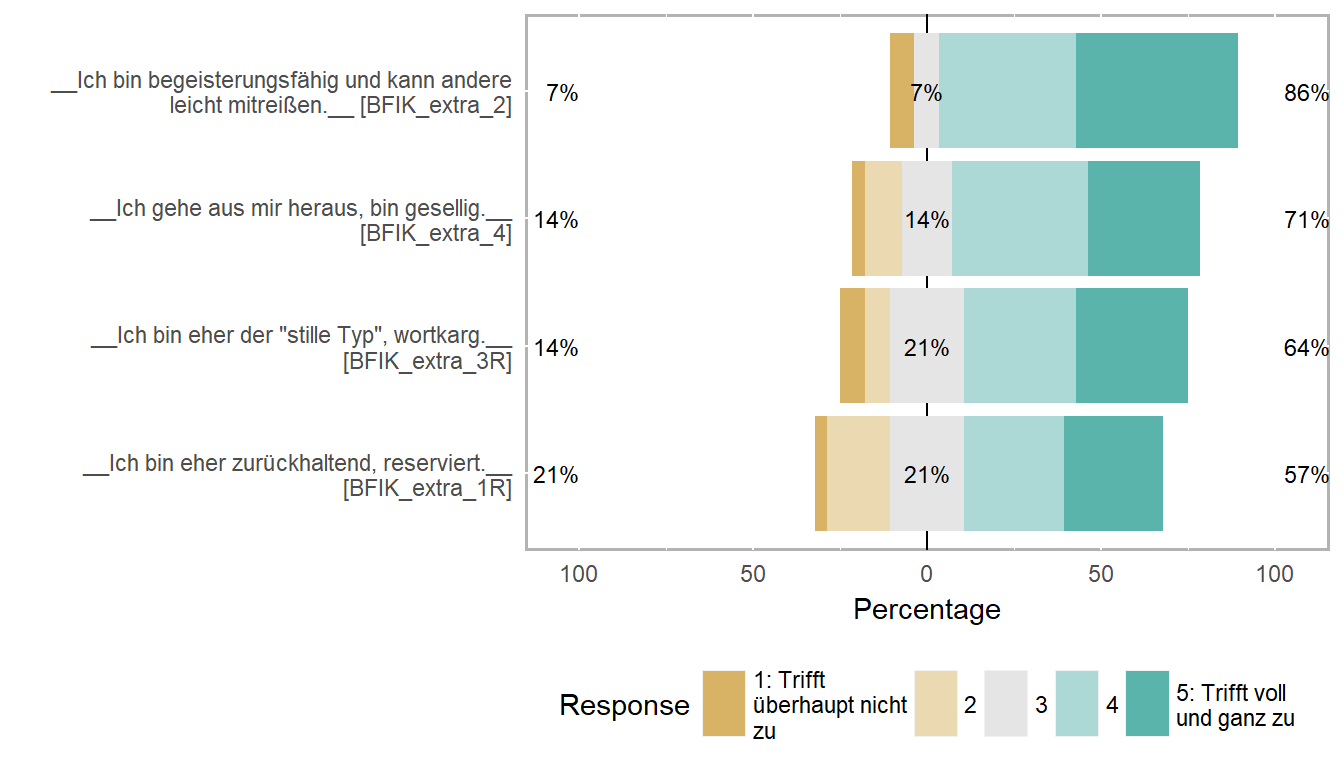 __Ich bin begeisterungsfähig und kann andere
leicht mitreißen.__ [BFIK_extra_2]
7%
7%
86%
__Ich gehe aus mir heraus, bin gesellig.__
[BFIK_extra_4]
14%
14%
71%
__Ich bin eher der "stille Typ", wortkarg.__
[BFIK_extra_3R]
14%
21%
64%
__Ich bin eher zurückhaltend, reserviert.__
[BFIK_extra_1R]
21%
21%
57%
100 50 0 50 100
Percentage
Response
1: Trifft
überhaupt nicht
zu
2
3
4
5: Trifft voll
und ganz zu